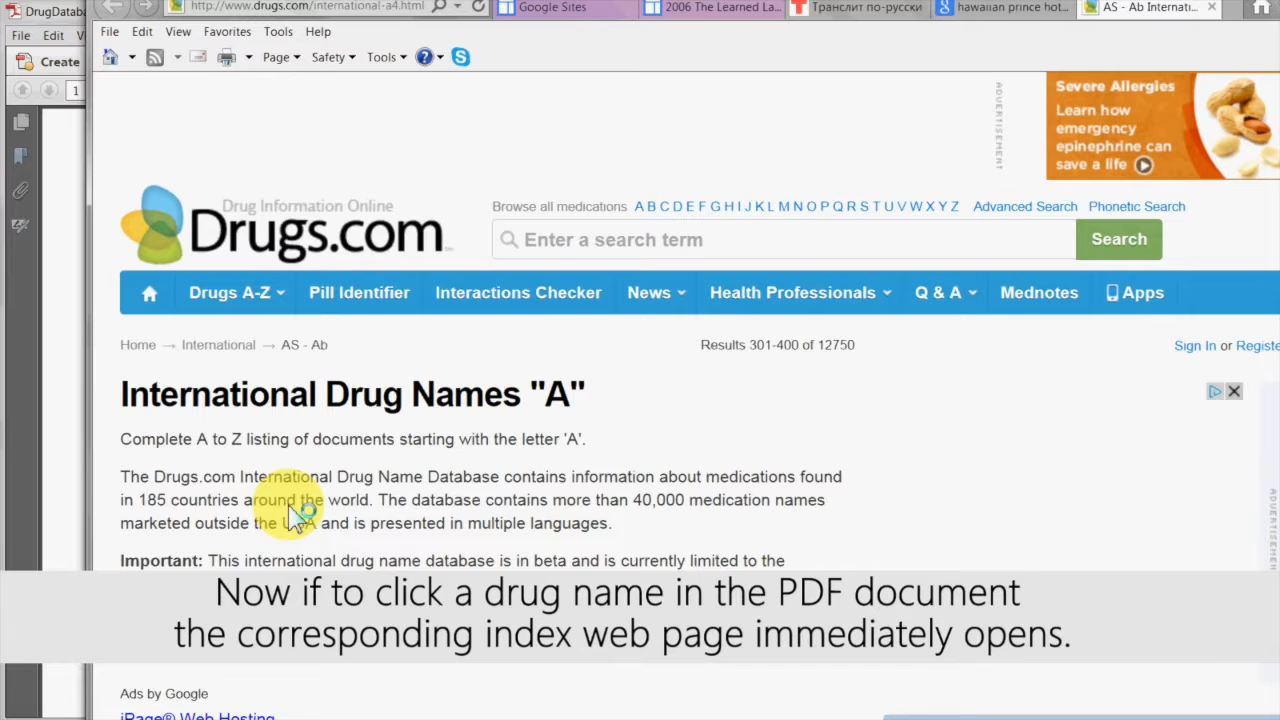 DrugDatab
http://www.drugs.com/international-a4.html
Google Sites
2006 The Learned La...
Транслит по-русски
hawaiian prince hot...
AS - Ab Internati...
File Edit
File Edit View Favorites Tools Help
Create
Page Safety Tools
1
ADVERTISEMENT
Severe Allergies
Learn how
emergency
epinephrine can
save a life
Drug Information Online
Drugs.com
Browse all medications A B C D E F G H I J K L M N O P Q R S T U V W X Y Z Advanced Search Phonetic Search
Enter a search term
Search
Drugs A-Z Pill Identifier Interactions Checker News Health Professionals Q & A Mednotes Apps
Home → International → AS - Ab
Results 301-400 of 12750
Sign In or Registe
International Drug Names "A"
Complete A to Z listing of documents starting with the letter 'A'.
The Drugs.com International Drug Name Database contains information about medications found
in 185 countries around the world. The database contains more than 40,000 medication names
marketed outside the USA and is presented in multiple languages.
Important: This international drug name database is in beta and is currently limited to the
ADVERTISEMENT
Now if to click a drug name in the PDF document
the corresponding index web page immediately opens.
Ads by Google
iPage® Web Hosting